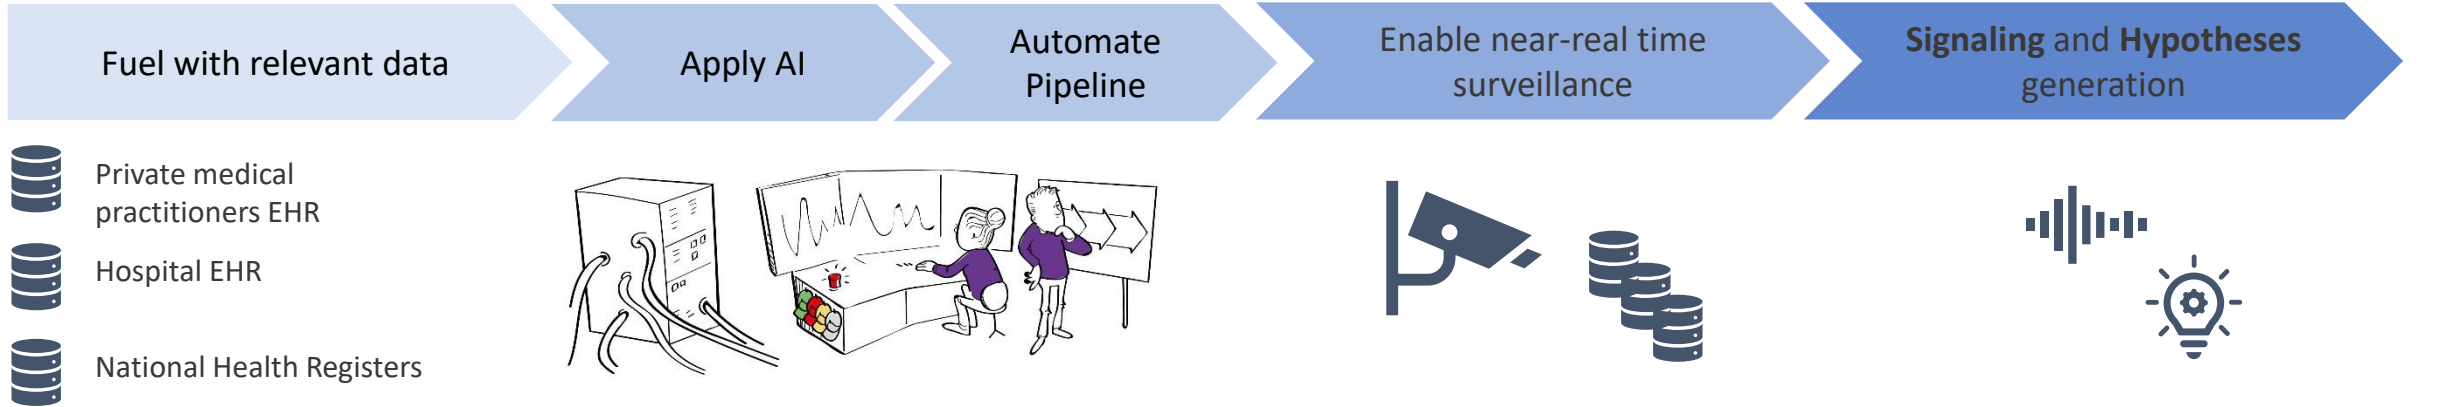 Fuel with relevant data
Apply AI
Automate
Pipeline
Enable near-real time
surveillance
Signaling and Hypotheses
generation
Private medical
practitioners EHR
Hospital EHR
National Health Registers